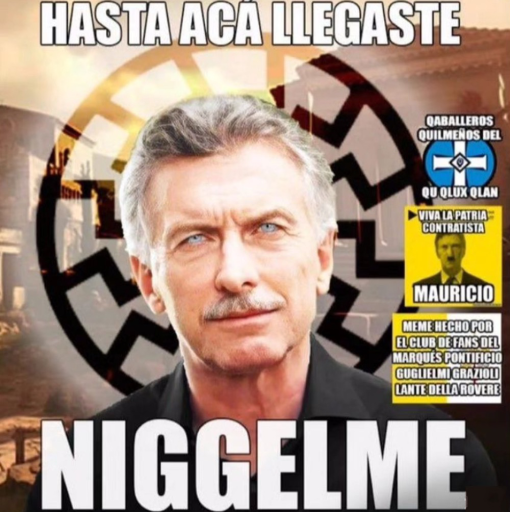 HASTA ACÁ LLEGASTE
QABALLEROS
QUILMEÑOS DEL
QU QLUX QLAN
VIVA LA PATRIA
CONTRATISTA
MAURICIO
MEME HECHO POR
EL CLUB DE FANS DEL
MARQUÉS PONTIFICIO
GUGLIELMI GRAZIOLI
LANTE DELLA ROVERE
NIGGELME